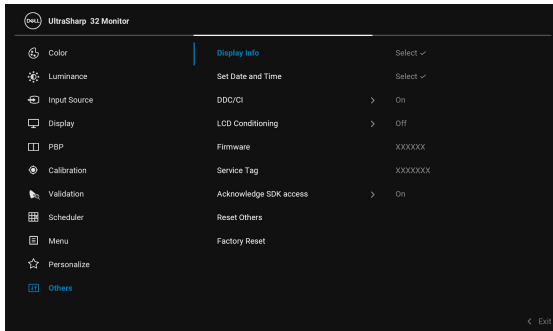 DELL UltraSharp 32 Monitor
Color Display Info Select
Luminance Set Date and Time Select
Input Source DDC/CI On
Display LCD Conditioning Off
PBP Firmware XXXXXX
Calibration Service Tag XXXXXXX
Validation Acknowledge SDK access On
Scheduler Reset Others
Menu Factory Reset
Personalize
Others
Exit